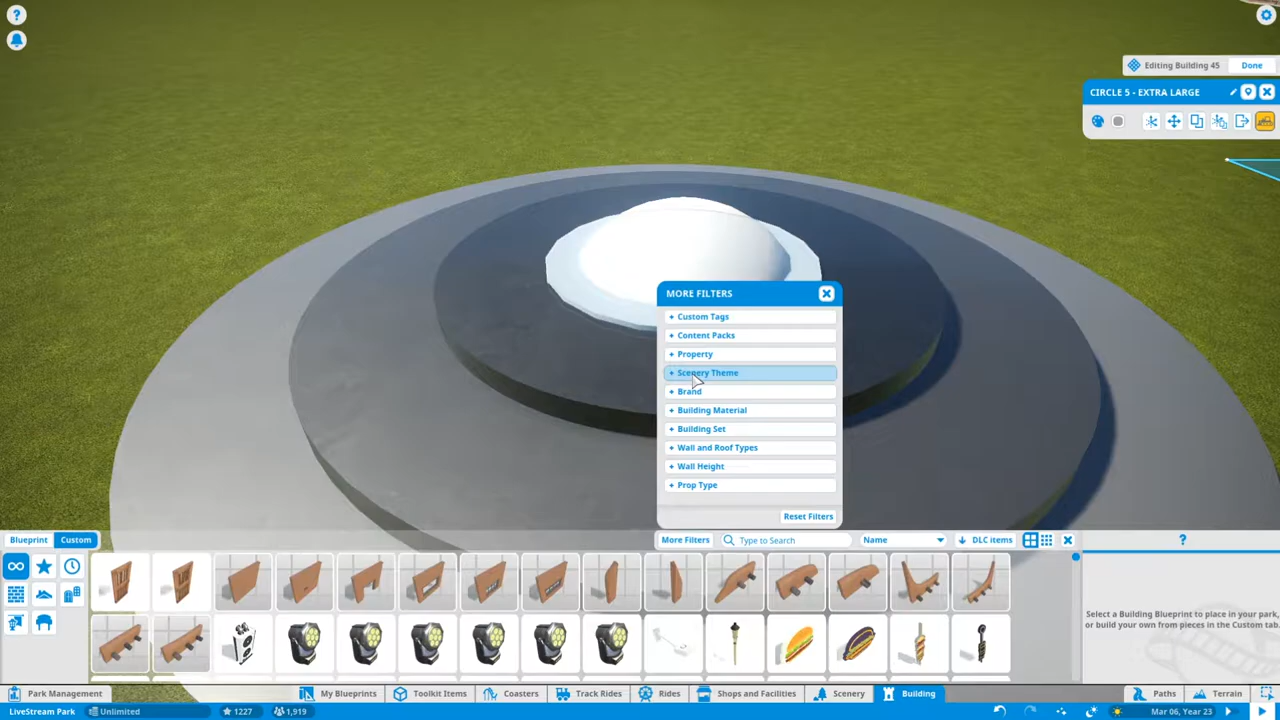 ?
Editing Building 45
Done
CIRCLE 5 - EXTRA LARGE
MORE FILTERS
+ Custom Tags
+ Content Packs
+ Property
+ Scenery Theme
+ Brand
+ Building Material
+ Building Set
+ Wall and Roof Types
+ Wall Height
+ Prop Type
Reset Filters
Blueprint
Custom
More Filters
Type to Search
Name
DLC items
?
Select a Building Blueprint to place in your park,
or build your own from pieces in the Custom tab.
Park Management
My Blueprints
Toolkit Items
Coasters
Track Rides
Rides
Shops and Facilities
Scenery
Building
Paths
Terrain
LiveStream Park
Unlimited
1227
1,919
Mar 06, Year 23